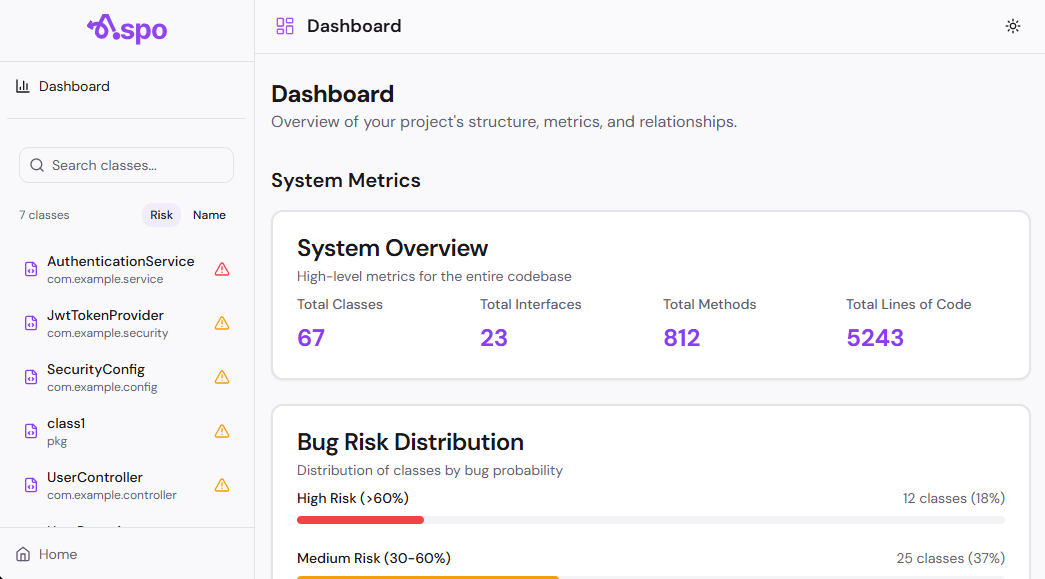 Aspo
Dashboard
Search classes...
7 classes
Risk
Name
AuthenticationService
com.example.service
JwtTokenProvider
com.example.security
SecurityConfig
com.example.config
class1
pkg
UserController
com.example.controller
Home
Dashboard
Dashboard
Overview of your project's structure, metrics, and relationships.
System Metrics
System Overview
High-level metrics for the entire codebase
Total Classes
67
Total Interfaces
23
Total Methods
812
Total Lines of Code
5243
Bug Risk Distribution
Distribution of classes by bug probability
High Risk (>60%)
12 classes (18%)
Medium Risk (30-60%)
25 classes (37%)